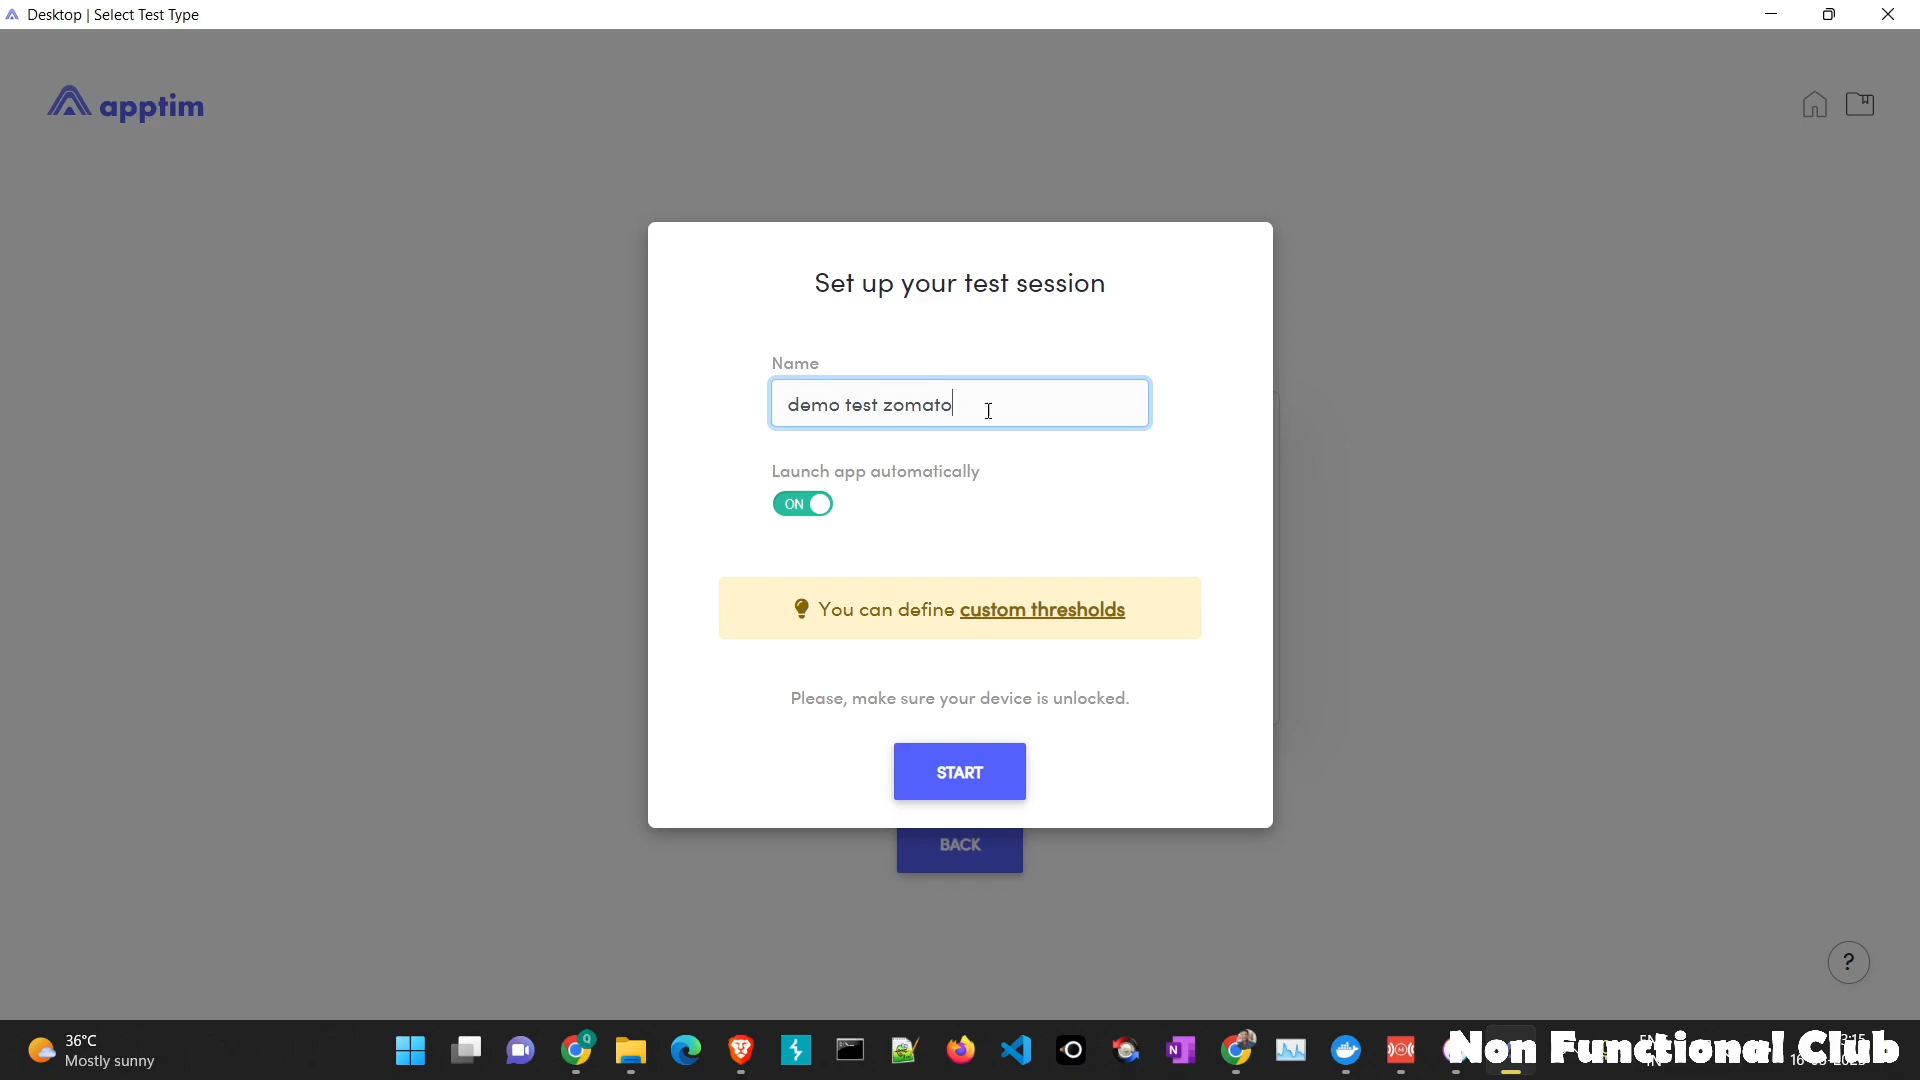 Desktop | Select Test Type
apptim
Set up your test session
Name
demo test zomato
Launch app automatically
ON
You can define custom thresholds
Please, make sure your device is unlocked.
START
BACK
?
36°C
Mostly sunny
Non Functional Club